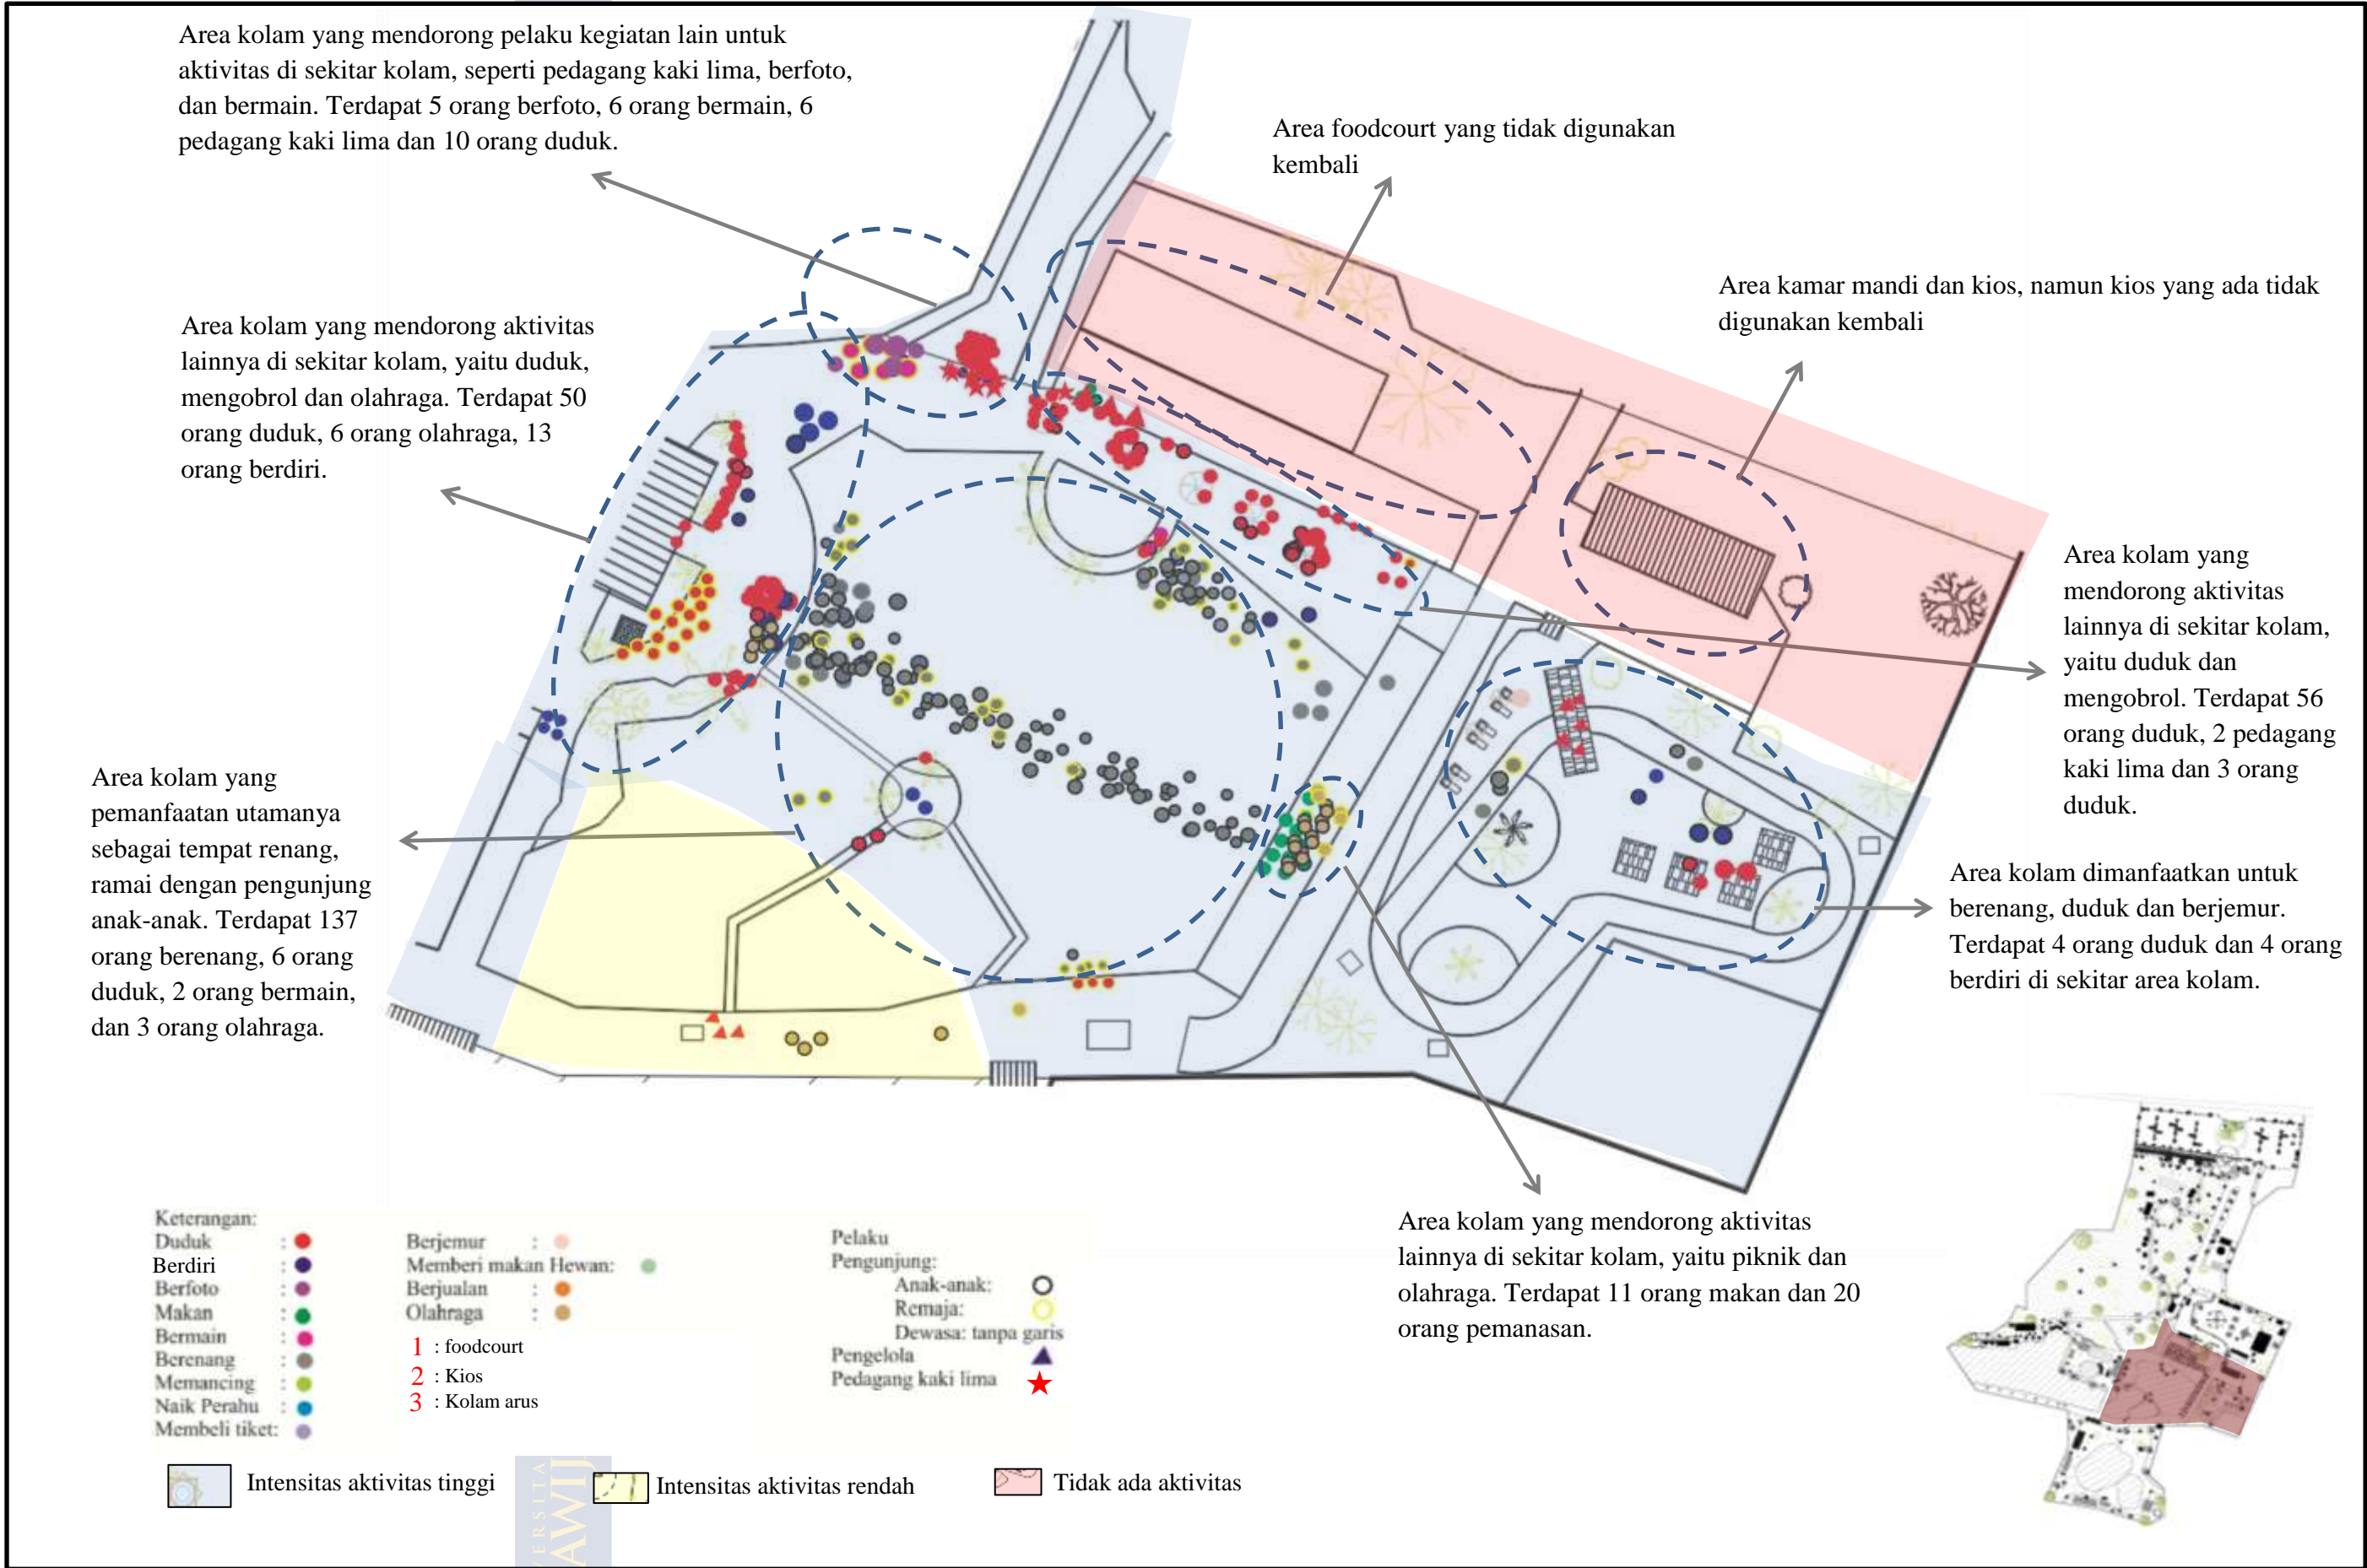 Area kolam yang mendorong pelaku kegiatan lain untuk
aktivitas di sekitar kolam, seperti pedagang kaki lima, berfoto,
dan bermain. Terdapat 5 orang berfoto, 6 orang bermain, 6
pedagang kaki lima dan 10 orang duduk.
Area foodcourt yang tidak digunakan
kembali
Area kamar mandi dan kios, namun kios yang ada tidak
digunakan kembali
Area kolam yang mendorong aktivitas
lainnya di sekitar kolam, yaitu duduk,
mengobrol dan olahraga. Terdapat 50
orang duduk, 6 orang olahraga, 13
orang berdiri.
Area kolam yang
mendorong aktivitas
lainnya di sekitar kolam,
yaitu duduk dan
mengobrol. Terdapat 56
orang duduk, 2 pedagang
kaki lima dan 3 orang
duduk.
Area kolam yang
pemanfaatan utamanya
sebagai tempat renang,
ramai dengan pengunjung
anak-anak. Terdapat 137
orang berenang, 6 orang
duduk, 2 orang bermain,
dan 3 orang olahraga.
Area kolam dimanfaatkan untuk
berenang, duduk dan berjemur.
Terdapat 4 orang duduk dan 4 orang
berdiri di sekitar area kolam.
Area kolam yang mendorong aktivitas
lainnya di sekitar kolam, yaitu piknik dan
olahraga. Terdapat 11 orang makan dan 20
orang pemanasan.
Keterangan:
Duduk :
Berdiri :
Berfoto :
Makan :
Bermain :
Berenang :
Memancing :
Naik Perahu :
Membeli tiket:
Berjemur :
Memberi makan Hewan:
Berjualan :
Olahraga :
1 : foodcourt
2 : Kios
3 : Kolam arus
Pelaku
Pengunjung:
Anak-anak:
Remaja:
Dewasa: tanpa garis
Pengelola
Pedagang kaki lima
Intensitas aktivitas tinggi
Intensitas aktivitas rendah
Tidak ada aktivitas
VERSITA
AWIJ